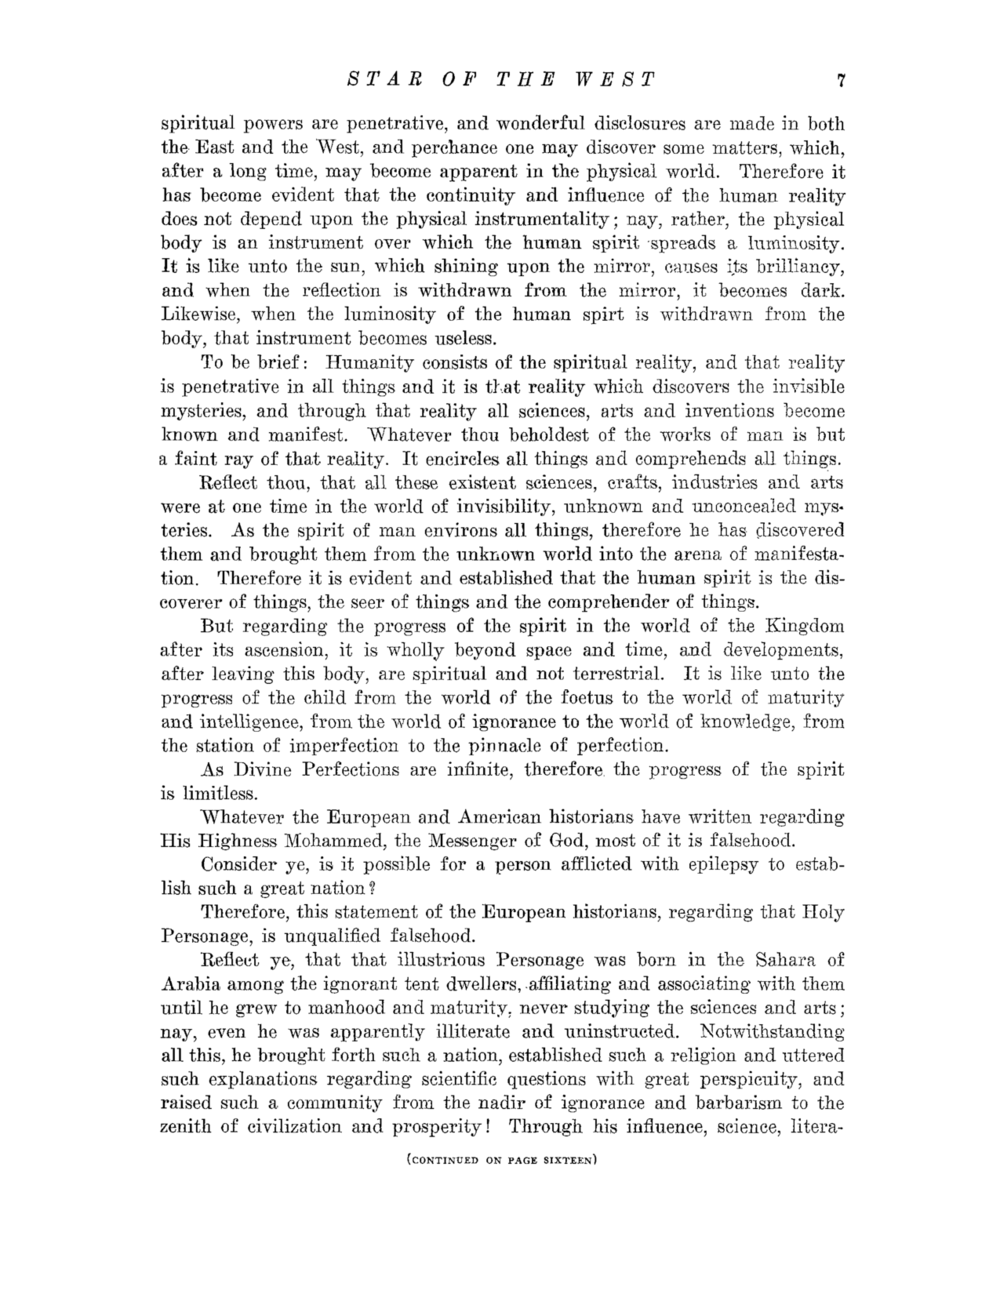 STAR OF THE WEST 7
spiritual powers are penetrative, and wonderful disclosures are made in both
the East and the West, and perchance one may discover some matters, which,
after a long time, may become apparent in the physical world. Therefore it
has become evident that the continuity and influence of the human reality
does not depend upon the physical instrumentality; nay, rather, the physical
body is an instrument over which the human spirit spreads a luminosity.
It is like unto the sun, which shining upon the mirror, causes its brilliancy,
and when the reflection is withdrawn from the mirror, it becomes dark.
Likewise, when the luminosity of the human spirt is withdrawn from the
body, that instrument becomes useless.
To be brief: Humanity consists of the spiritual reality, and that reality
is penetrative in all things and it is that reality which discovers the invisible
mysteries, and through that reality all sciences, arts and inventions become
known and manifest. Whatever thou beholdest of the works of man is but
a faint ray of that reality. It encircles all things and comprehends all things.
Reflect thou, that all these existent sciences, crafts, industries and arts
were at one time in the world of invisibility, unknown and unconcealed mys-
teries. As the spirit of man environs all things, therefore he has discovered
them and brought them from the unknown world into the arena of manifesta-
tion. Therefore it is evident and established that the human spirit is the dis-
coverer of things, the seer of things and the comprehender of things.
But regarding the progress of the spirit in the world of the Kingdom
after its ascension, it is wholly beyond space and time, and developments,
after leaving this body, are spiritual and not terrestrial. It is like unto the
progress of the child from the world of the foetus to the world of maturity
and intelligence, from the world of ignorance to the world of knowledge, from
the station of imperfection to the pinnacle of perfection.
As Divine Perfections are infinite, therefore the progress of the spirit
is limitless.
Whatever the European and American historians have written regarding
His Highness Mohammed, the Messenger of God, most of it is falsehood.
Consider ye, is it possible for a person afflicted with epilepsy to estab-
lish such a great nation?
Therefore, this statement of the European historians, regarding that Holy
Personage, is unqualified falsehood.
Reflect ye, that that illustrious Personage was born in the Sahara of
Arabia among the ignorant tent dwellers, affiliating and associating with them
until he grew to manhood and maturity, never studying the sciences and arts;
nay, even he was apparently illiterate and uninstructed. Notwithstanding
all this, he brought forth such a nation, established such a religion and uttered
such explanations regarding scientific questions with great perspicuity, and
raised such a community from the nadir of ignorance and barbarism to the
zenith of civilization and prosperity! Through his influence, science, litera-
(CONTINUED ON PAGE SIXTEEN)